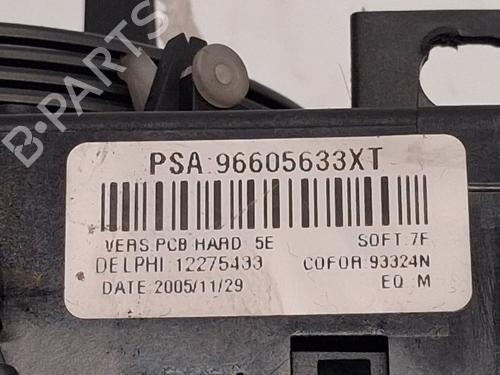 B-PARTS
PSA 96605633XT
VERS.PCB:HARD 5E SOFT:7F
DELPHI:12275433 COFOR:93324N
DATE:2005/11/29 EQ:M